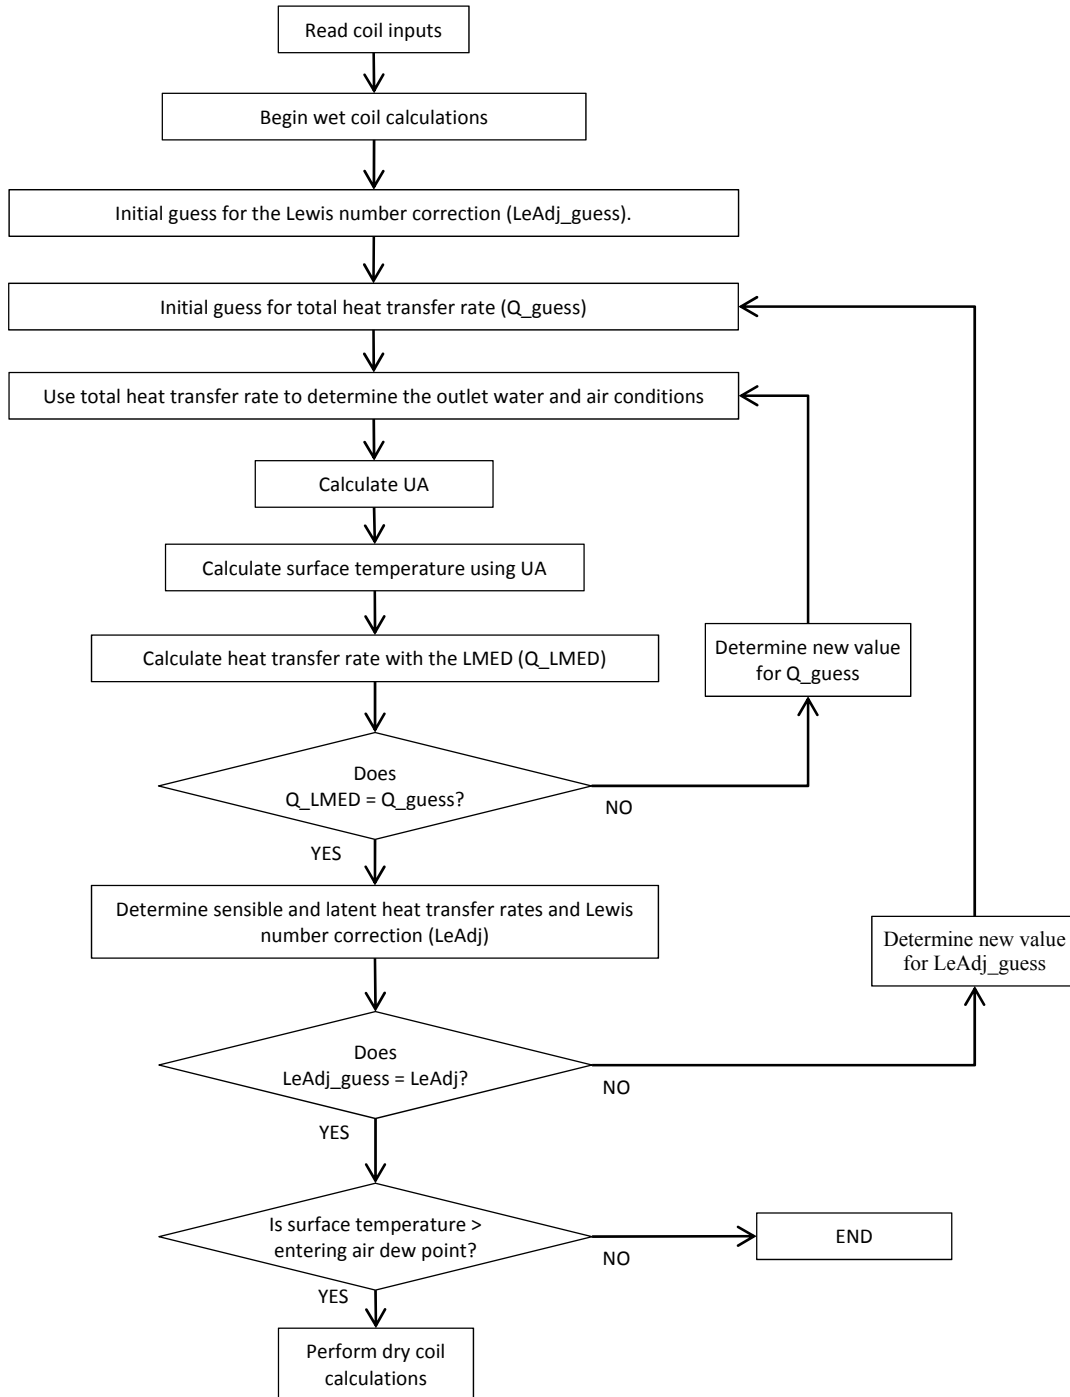 Read coil inputs
Begin wet coil calculations
Initial guess for the Lewis number correction (LeAdj_guess).
Initial guess for total heat transfer rate (Q_guess)
Use total heat transfer rate to determine the outlet water and air conditions
Calculate UA
Calculate surface temperature using UA
Calculate heat transfer rate with the LMED (Q_LMED)
Determine new value
for Q_guess
Does
Q_LMED = Q_guess?
NO
YES
Determine sensible and latent heat transfer rates and Lewis
number correction (LeAdj)
Determine new value
for LeAdj_guess
Does
LeAdj_guess = LeAdj?
NO
YES
Is surface temperature >
entering air dew point?
NO
END
YES
Perform dry coil
calculations